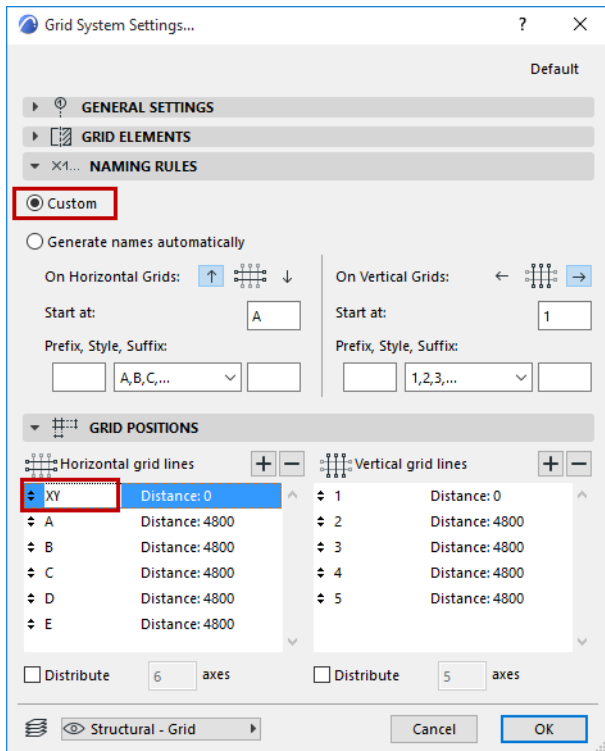 Grid System Settings... ?
Default
GENERAL SETTINGS
GRID ELEMENTS
X1... NAMING RULES
Custom
Generate names automatically
On Horizontal Grids: On Vertical Grids:
Start at: A Start at: 1
Prefix, Style, Suffix: Prefix, Style, Suffix:
A,B,C,... 1,2,3,...
GRID POSITIONS
Horizontal grid lines Vertical grid lines
XY Distance: 0 1 Distance: 0
A Distance: 4800 2 Distance: 4800
B Distance: 4800 3 Distance: 4800
C Distance: 4800 4 Distance: 4800
D Distance: 4800 5 Distance: 4800
E Distance: 4800
Distribute 6 axes Distribute 5 axes
Structural - Grid Cancel OK